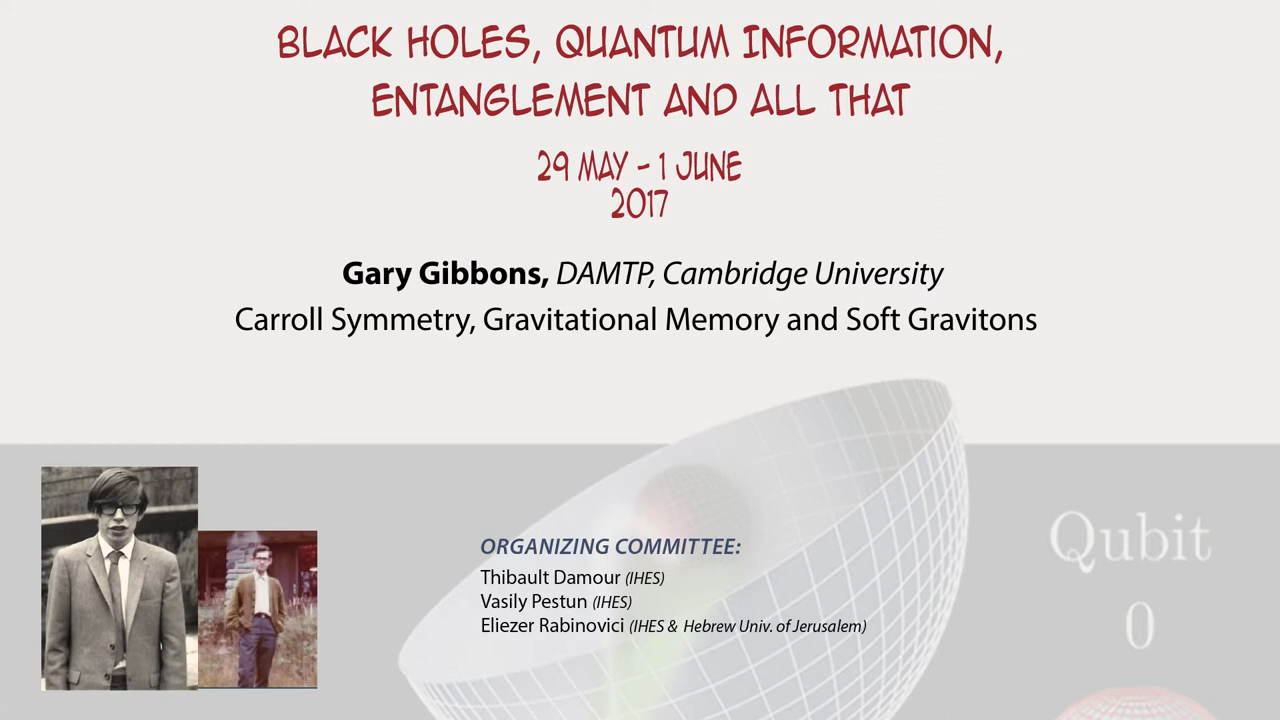 BLACK HOLES, QUANTUM INFORMATION,
ENTANGLEMENT AND ALL THAT
29 MAY - 1 JUNE
2017
Gary Gibbons, DAMTP, Cambridge University
Carroll Symmetry, Gravitational Memory and Soft Gravitons
ORGANIZING COMMITTEE:
Thibault Damour (IHES)
Vasily Pestun (IHES)
Eliezer Rabinovici (IHES & Hebrew Univ. of Jerusalem)
Qubit
0